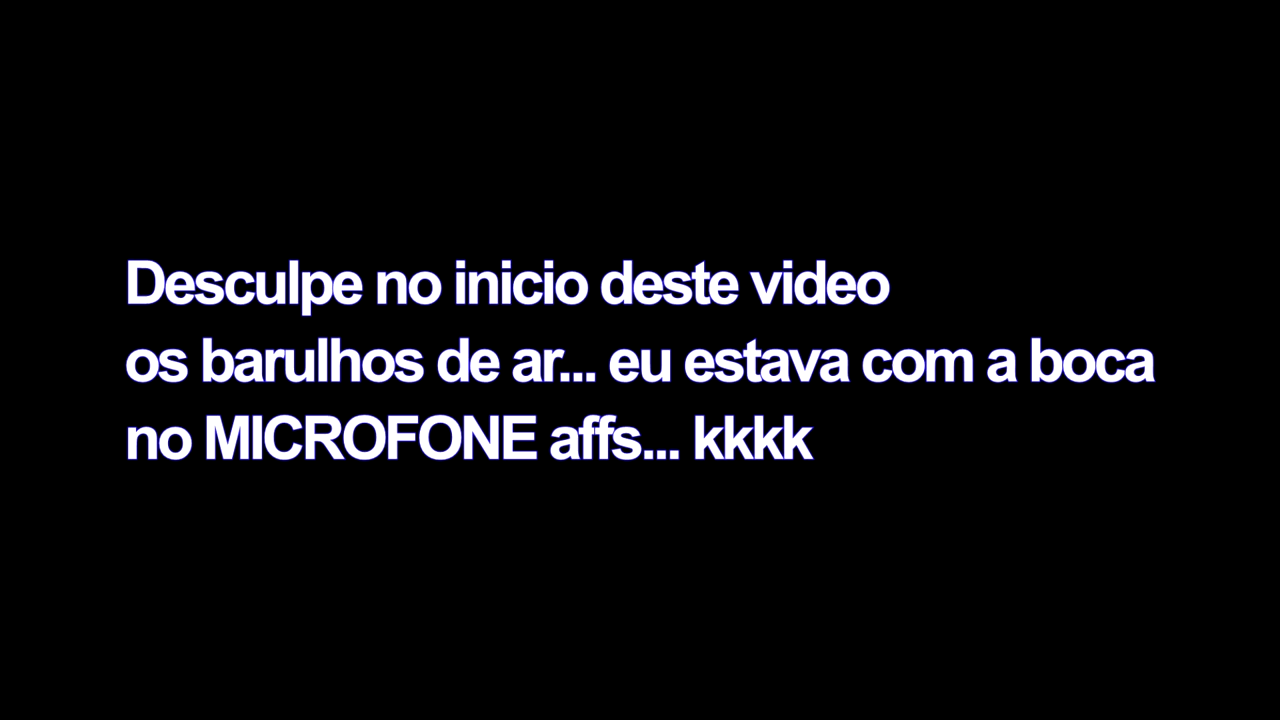 Desculpe no inicio deste video
os barulhos de ar... eu estava com a boca
no MICROFONE affs... kkkk